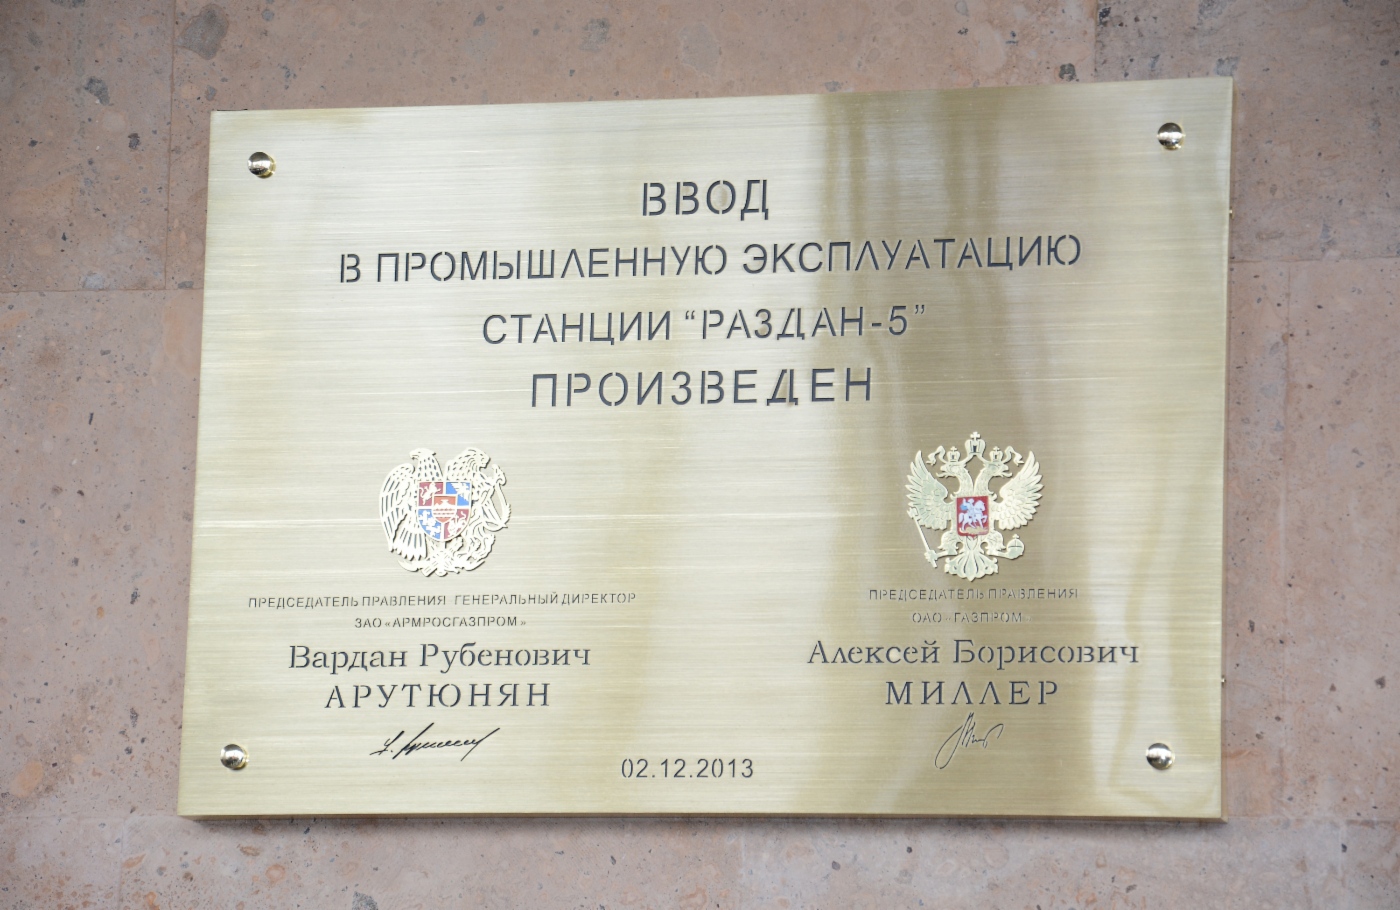 ВВОД
В ПРОМЫШЛЕННУЮ ЭКСПЛУАТАЦИЮ
СТАНЦИИ “РАЗДАН-5”
ПРОИЗВЕДЕН
ПРЕДСЕДАТЕЛЬ ПРАВЛЕНИЯ ГЕНЕРАЛЬНЫЙ ДИРЕКТОР
ЗАО «АРМРОСГАЗПРОМ»
Вардан Рубенович
АРУТЮНЯН
ПРЕДСЕДАТЕЛЬ ПРАВЛЕНИЯ
ОАО «ГАЗПРОМ»
Алексей Борисович
МИЛЛЕР
02.12.2013